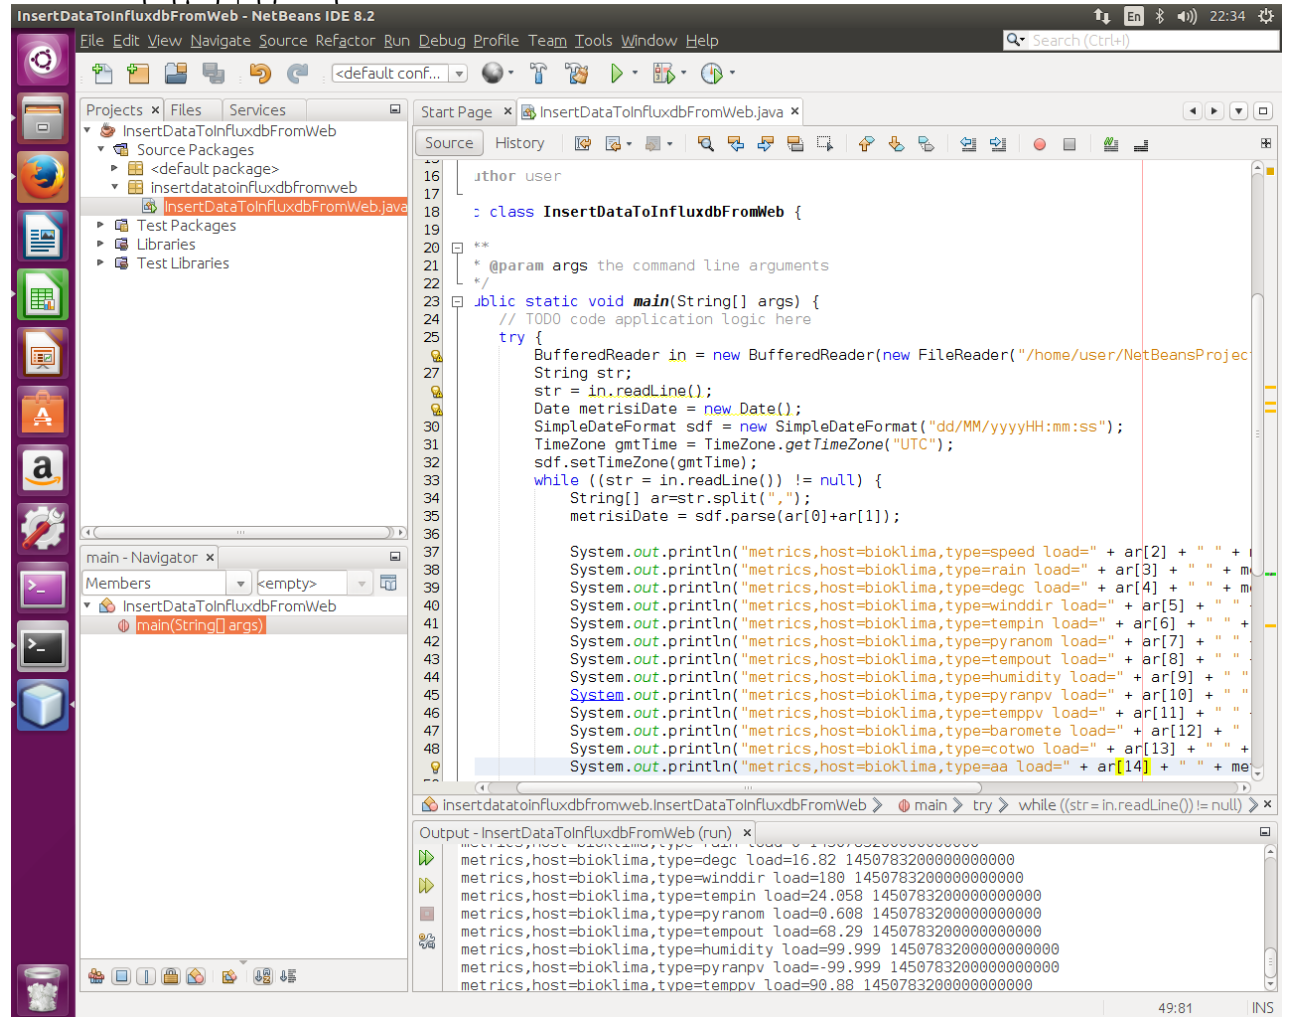 InsertDataToInfluxdbFromWeb - NetBeans IDE 8.2
En
22:34
File Edit View Navigate Source Refactor Run Debug Profile Team Tools Window Help
Search (Ctrl+I)
<default conf...
Projects Files Services
InsertDataToInfluxdbFromWeb
Source Packages
<default package>
insertdatatoinfluxdbfromweb
InsertDataToInfluxdbFromWeb.java
Test Packages
Libraries
Test Libraries
main - Navigator
Members
<empty>
InsertDataToInfluxdbFromWeb
main(String[] args)
Start Page InsertDataToInfluxdbFromWeb.java
Source History
15
16 uthor user
17
18 c class InsertDataToInfluxdbFromWeb {
19
20 **
21 * @param args the command line arguments
22 */
23 ublic static void main(String[] args) {
24 // TODO code application logic here
25 try {
BufferedReader in = new BufferedReader(new FileReader("/home/user/NetBeansProjec
27 String str;
str = in.readLine();
Date metrisiDate = new Date();
30 SimpleDateFormat sdf = new SimpleDateFormat("dd/MM/yyyyHH:mm:ss");
31 TimeZone gmtTime = TimeZone.getTimeZone("UTC");
32 sdf.setTimeZone(gmtTime);
33 while ((str = in.readLine()) != null) {
34 String[] ar=str.split(",");
35 metrisiDate = sdf.parse(ar[0]+ar[1]);
36
37 System.out.println("metrics,host=bioklima,type=speed load=" + ar[2] + " " + m
38 System.out.println("metrics,host=bioklima,type=rain load=" + ar[3] + " " + me
39 System.out.println("metrics,host=bioklima,type=degc load=" + ar[4] + " " + me
40 System.out.println("metrics,host=bioklima,type=winddir load=" + ar[5] + " " +
41 System.out.println("metrics,host=bioklima,type=tempin load=" + ar[6] + " " +
42 System.out.println("metrics,host=bioklima,type=pyranom load=" + ar[7] + " " +
43 System.out.println("metrics,host=bioklima,type=tempout load=" + ar[8] + " " +
44 System.out.println("metrics,host=bioklima,type=humidity load=" + ar[9] + " "
45 System.out.println("metrics,host=bioklima,type=pyranpv load=" + ar[10] + " "
46 System.out.println("metrics,host=bioklima,type=temppv load=" + ar[11] + " "
47 System.out.println("metrics,host=bioklima,type=baromete load=" + ar[12] + "
48 System.out.println("metrics,host=bioklima,type=cotwo load=" + ar[13] + " " +
System.out.println("metrics,host=bioklima,type=aa load=" + ar[14] + " " + me
insertdatatoinfluxdbfromweb.InsertDataToInfluxdbFromWeb main try while ((str = in.readLine()) != null)
Output - InsertDataToInfluxdbFromWeb (run)
metrics,host=bioklima,type=rain load=0 1450783200000000000
metrics,host=bioklima,type=degc load=16.82 1450783200000000000
metrics,host=bioklima,type=winddir load=180 1450783200000000000
metrics,host=bioklima,type=tempin load=24.058 1450783200000000000
metrics,host=bioklima,type=pyranom load=0.608 1450783200000000000
metrics,host=bioklima,type=tempout load=68.29 1450783200000000000
metrics,host=bioklima,type=humidity load=99.999 1450783200000000000
metrics,host=bioklima,type=pyranpv load=-99.999 1450783200000000000
metrics,host=bioklima,type=temppv load=90.88 1450783200000000000
49:81 INS